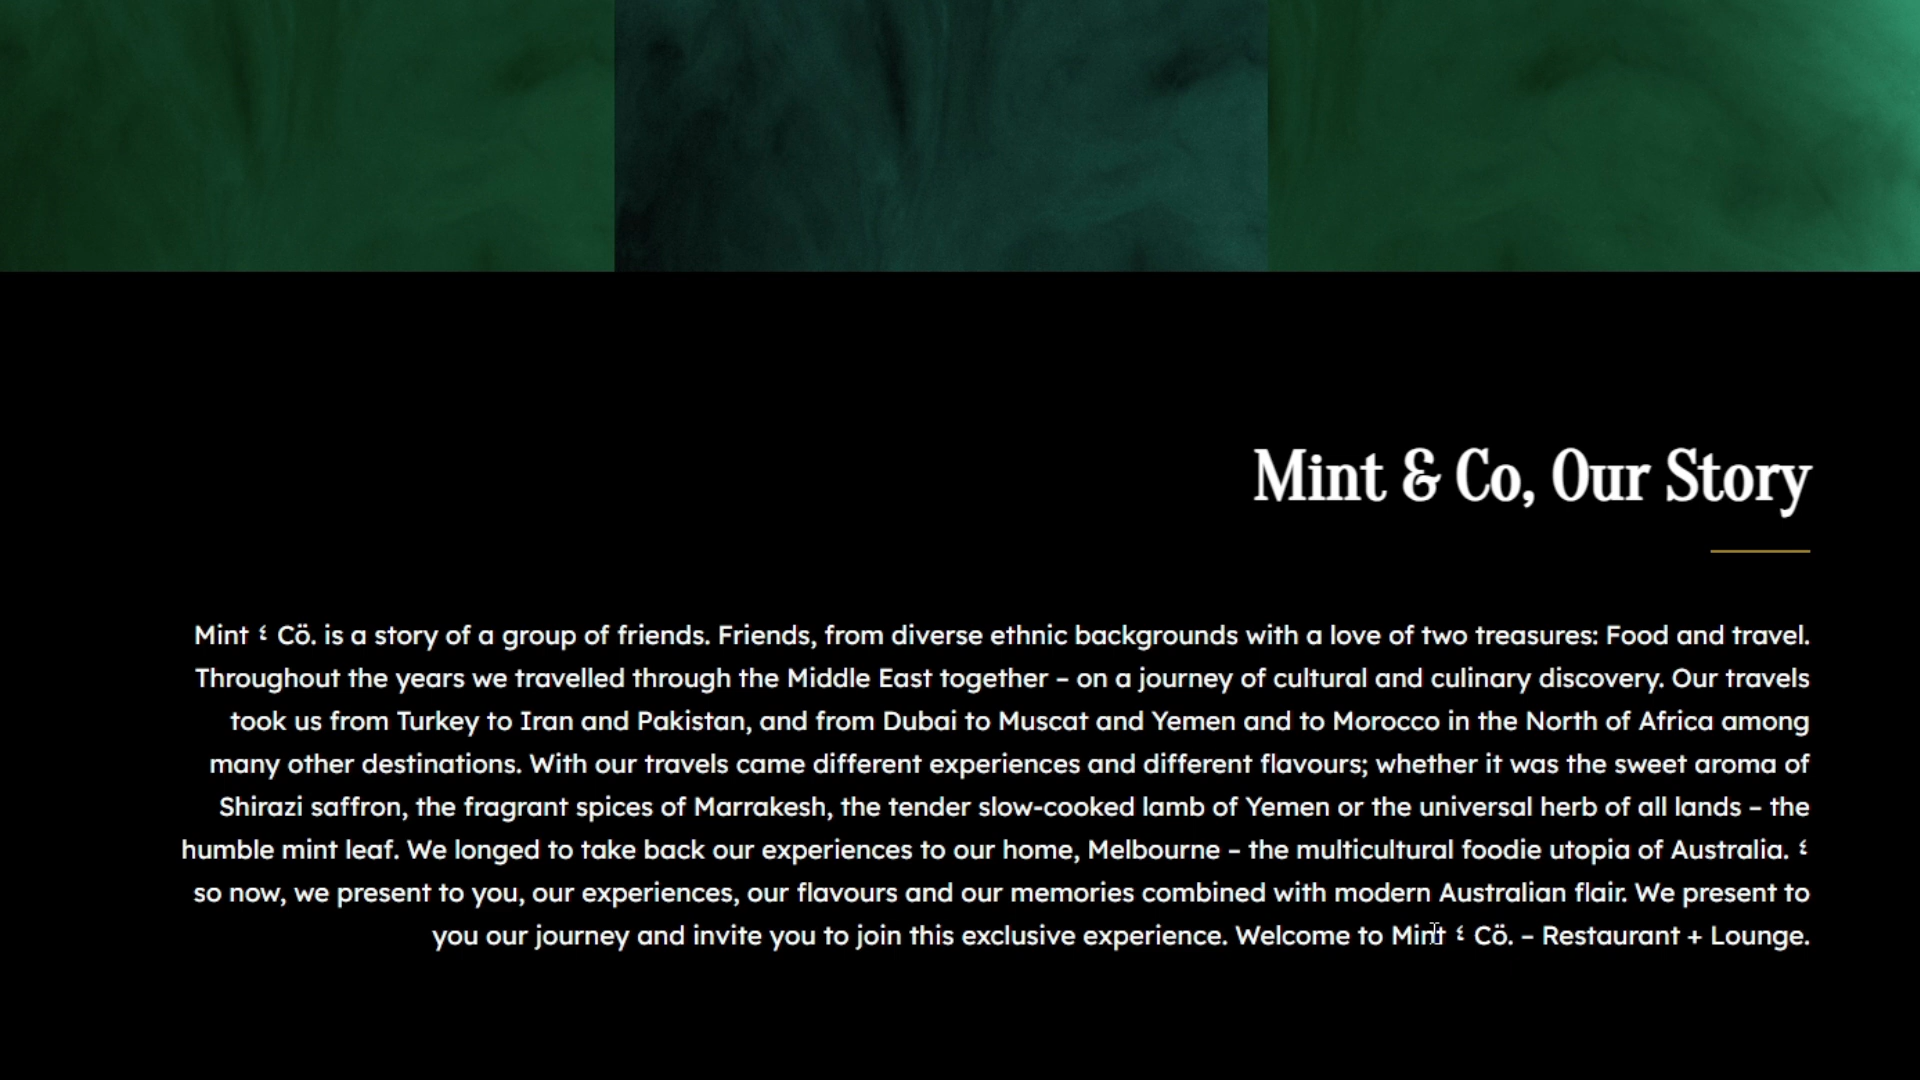 Mint & Co, Our Story
Mint ⸯ Cö. is a story of a group of friends. Friends, from diverse ethnic backgrounds with a love of two treasures: Food and travel.
Throughout the years we travelled through the Middle East together – on a journey of cultural and culinary discovery. Our travels
took us from Turkey to Iran and Pakistan, and from Dubai to Muscat and Yemen and to Morocco in the North of Africa among
many other destinations. With our travels came different experiences and different flavours; whether it was the sweet aroma of
Shirazi saffron, the fragrant spices of Marrakesh, the tender slow-cooked lamb of Yemen or the universal herb of all lands – the
humble mint leaf. We longed to take back our experiences to our home, Melbourne – the multicultural foodie utopia of Australia.
so now, we present to you, our experiences, our flavours and our memories combined with modern Australian flair. We present to
you our journey and invite you to join this exclusive experience. Welcome to Mint Cö. – Restaurant + Lounge.